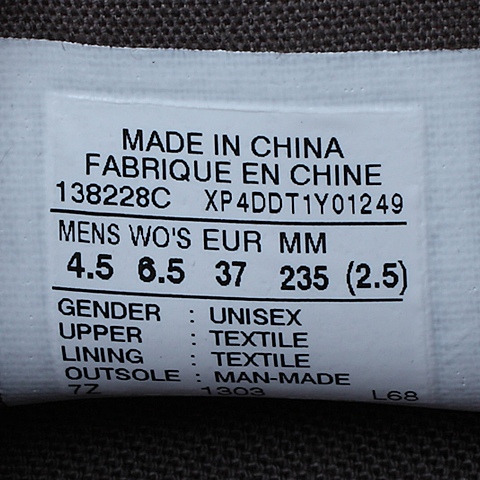 MADE IN CHINA
FABRIQUE EN CHINE
138228C XP4DDT1Y01249
MENS WO'S EUR MM
4.5 6.5 37 235 (2.5)
GENDER : UNISEX
UPPER : TEXTILE
LINING : TEXTILE
OUTSOLE : MAN-MADE
7Z 1303 L68